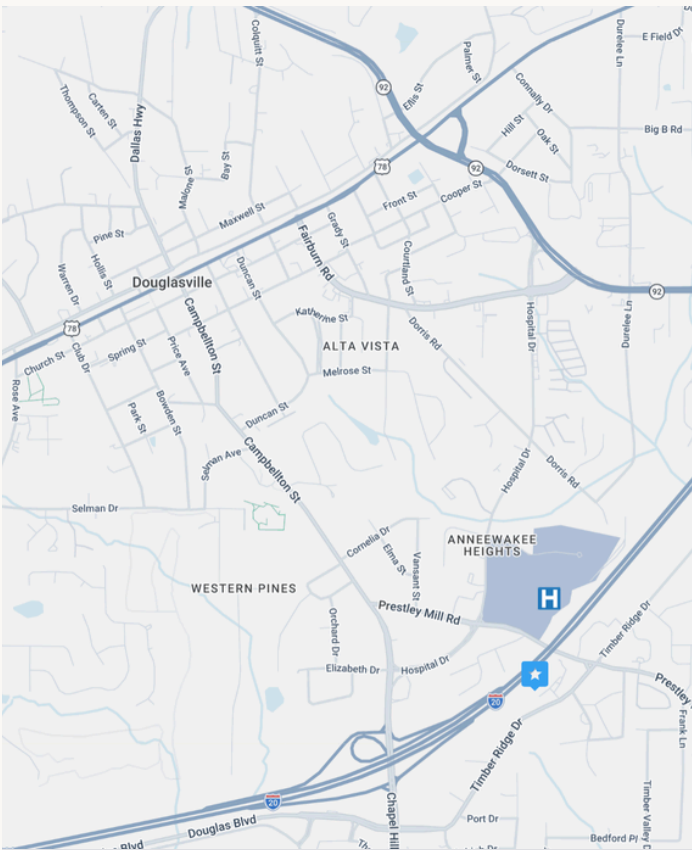 Colquitt St
Palmer St
Durelee Ln
E Field Dr
92
Ellis St
Connally Dr
Thompson St
Carten St
Dallas Hwy
Hill St
Oak St
Big B Rd
78
92
Dorsett St
Malone St
Bay St
Maxwell St
Front St
Cooper St
Grady St
Fairburn Rd
Pine St
Hollis St
Warren Dr
Duncan St
Courtland St
Douglasville
92
Campbellton St
Katherine St
Hospital Dr
Durelee Ln
78
Dorris Rd
ALTA VISTA
Church St
Club Dr
Spring St
Price Ave
Melrose St
Rose Ave
Park St
Bowden St
Duncan St
Selman Ave
Campbellton St
Hospital Dr
Dorris Rd
Selman Dr
Cornelia Dr
Elma St
Vansant St
ANNEEWAKEE
HEIGHTS
WESTERN PINES
H
Prestley Mill Rd
Orchard Dr
Timber Ridge Dr
Elizabeth Dr
Hospital Dr
Prestley
20
Frank Ln
Timber Ridge Dr
20
Chapel Hill
Douglas Blvd
Port Dr
Timber Valley D
Bedford Pl
Blvd